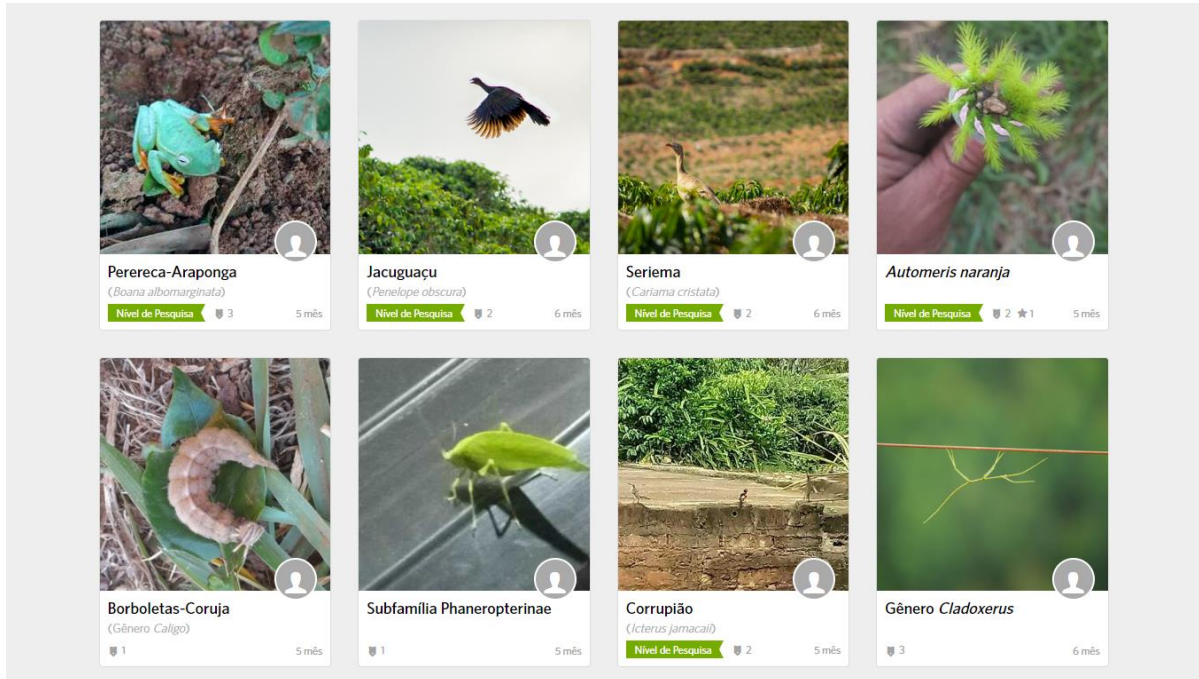 Perereca-Araponga
(Boana albomarginata)
Nível de Pesquisa 3 5 mês
Jacuguaçu
(Penelope obscura)
Nível de Pesquisa 2 6 mês
Seriema
(Cariama cristata)
Nível de Pesquisa 2 6 mês
Automeris naranja
Nível de Pesquisa 2 1 5 mês
Borboletas-Coruja
(Gênero Caligo)
1 5 mês
Subfamília Phaneropterinae
1 5 mês
Corrupião
(Icterus jamacaii)
Nível de Pesquisa 2 5 mês
Gênero Cladoxerus
3 6 mês